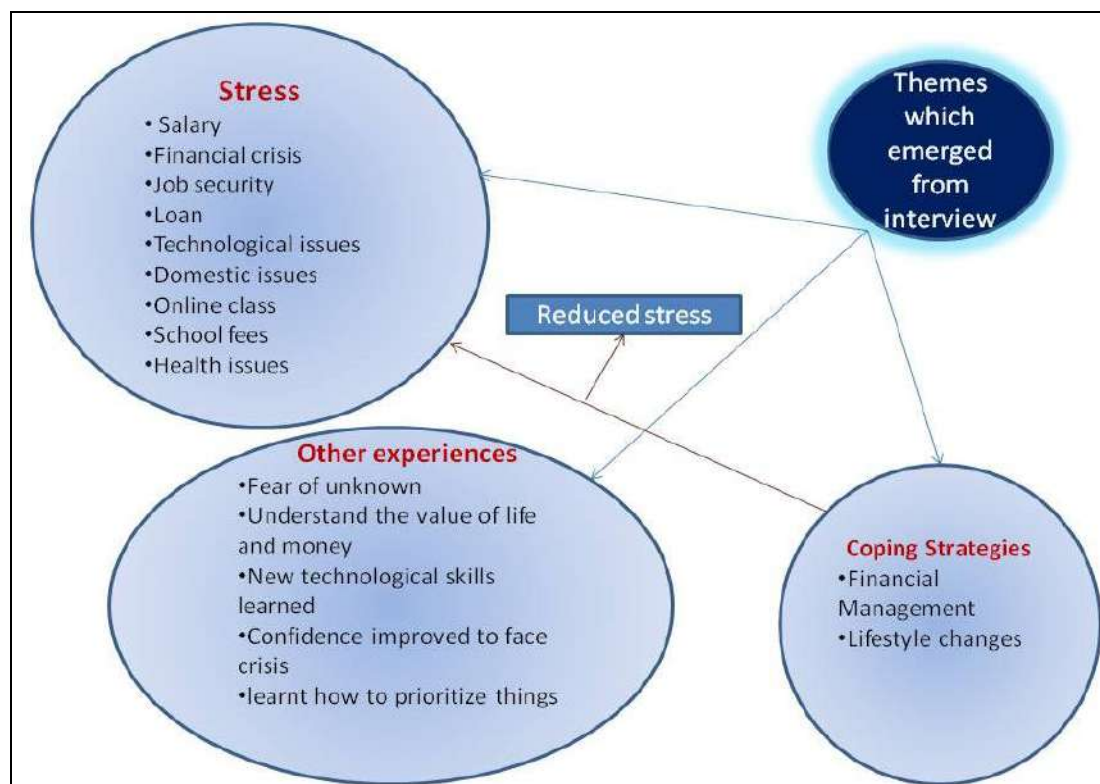 Stress
• Salary
•Financial crisis
•Job security
•Loan
•Technological issues
•Domestic issues
•Online class
•School fees
•Health issues
Themes
which
emerged
from
interview
Reduced stress
Other experiences
•Fear of unknown
•Understand the value of life
and money
•New technological skills
learned
•Confidence improved to face
crisis
•learnt how to prioritize things
Coping Strategies
•Financial
Management
•Lifestyle changes